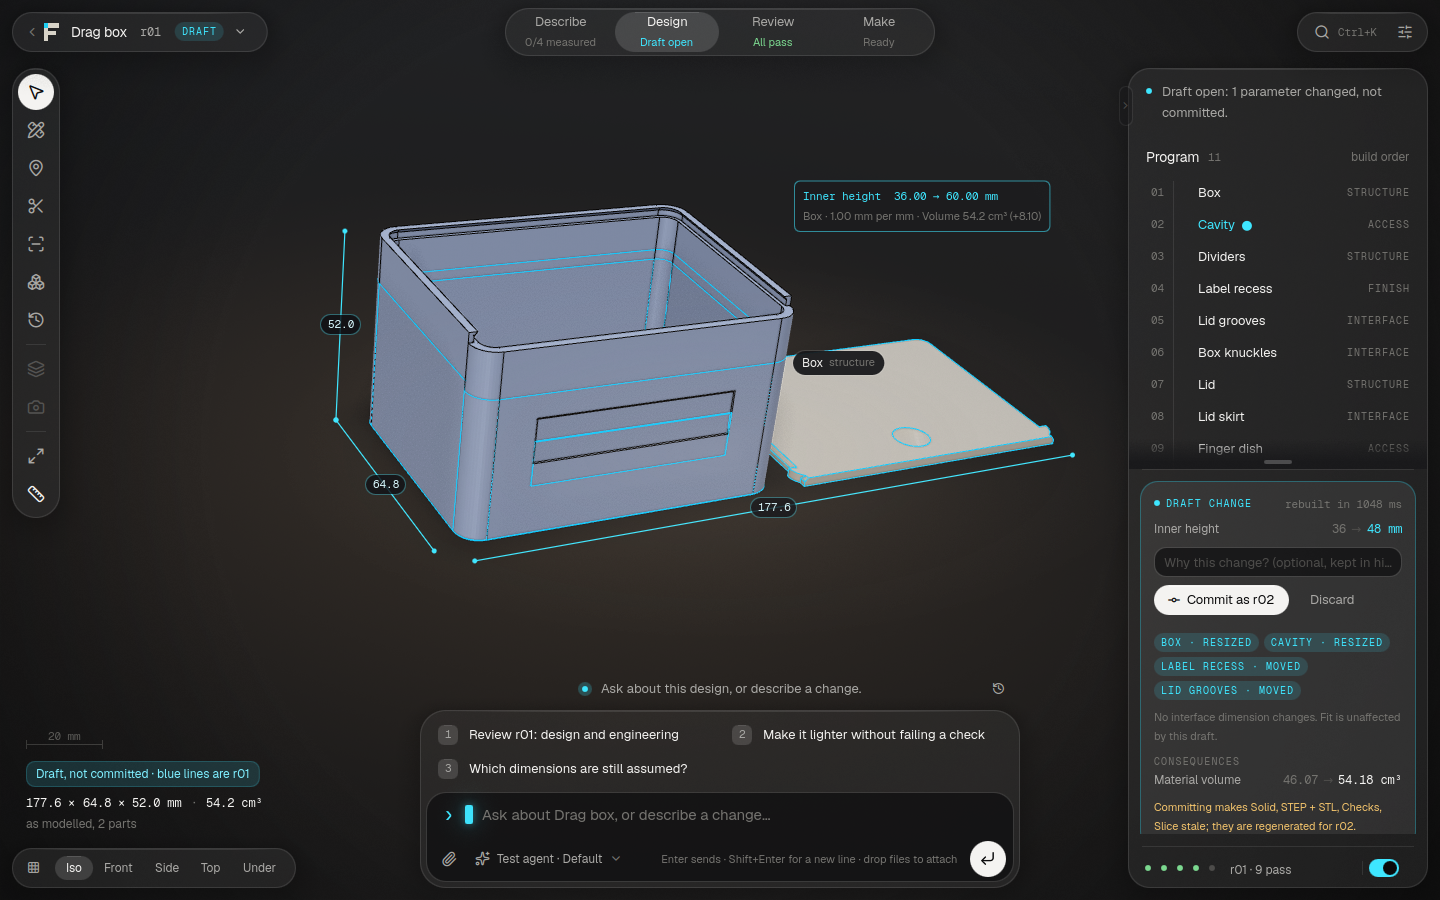 Drag box r01 DRAFT
Describe
0/4 measured
Design
Draft open
Review
All pass
Make
Ready
Ctrl+K
Draft open: 1 parameter changed, not
committed.
Program 11 build order
01 Box STRUCTURE
02 Cavity ACCESS
03 Dividers STRUCTURE
04 Label recess FINISH
05 Lid grooves INTERFACE
06 Box knuckles INTERFACE
07 Lid STRUCTURE
08 Lid skirt INTERFACE
09 Finger dish ACCESS
Inner height 36.00 → 60.00 mm
Box · 1.00 mm per mm · Volume 54.2 cm³ (+8.10)
52.0
Box structure
64.8
177.6
DRAFT CHANGE rebuilt in 1048 ms
Inner height 36 → 48 mm
Why this change? (optional, kept in hi…
Commit as r02 Discard
BOX · RESIZED CAVITY · RESIZED
LABEL RECESS · MOVED
LID GROOVES · MOVED
No interface dimension changes. Fit is unaffected
by this draft.
CONSEQUENCES
Material volume 46.07 → 54.18 cm³
Committing makes Solid, STEP + STL, Checks,
Slice stale; they are regenerated for r02.
r01 · 9 pass
Ask about this design, or describe a change.
1 Review r01: design and engineering
2 Make it lighter without failing a check
3 Which dimensions are still assumed?
Ask about Drag box, or describe a change…
Test agent · Default
Enter sends · Shift+Enter for a new line · drop files to attach
20 mm
Draft, not committed · blue lines are r01
177.6 × 64.8 × 52.0 mm · 54.2 cm³
as modelled, 2 parts
Iso Front Side Top Under